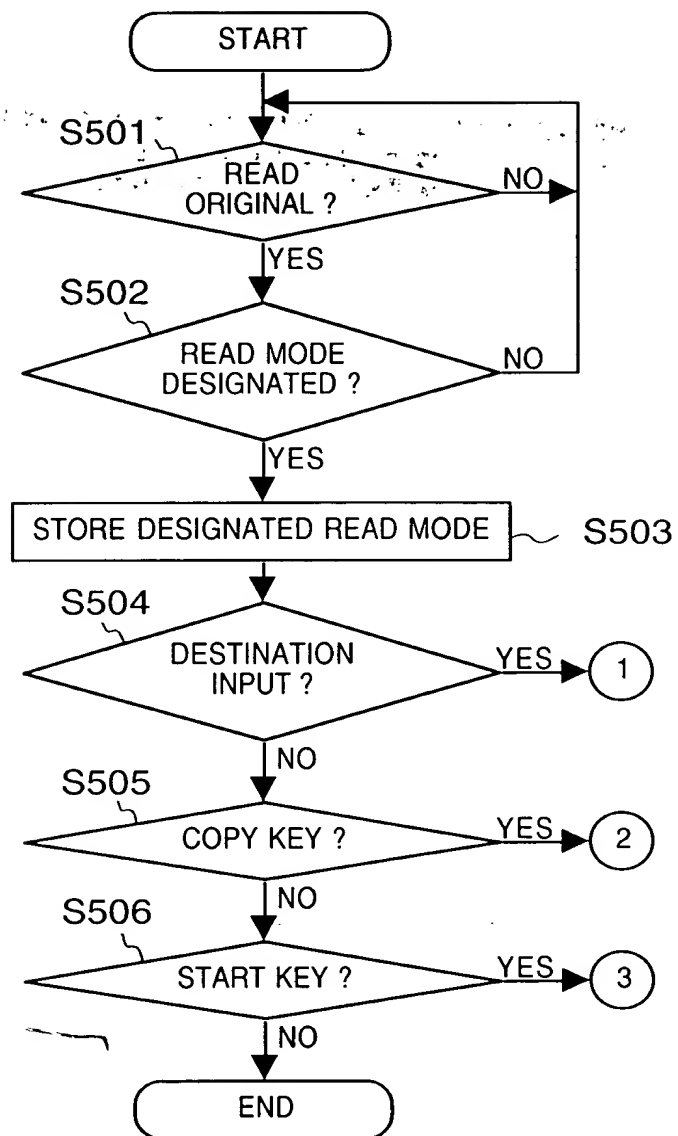 START
S501
READ
ORIGINAL ?
NO
YES
S502
READ MODE
DESIGNATED ?
NO
YES
STORE DESIGNATED READ MODE
S503
S504
DESTINATION
INPUT ?
YES
1
NO
S505
COPY KEY ?
YES
2
NO
S506
START KEY ?
YES
3
NO
END